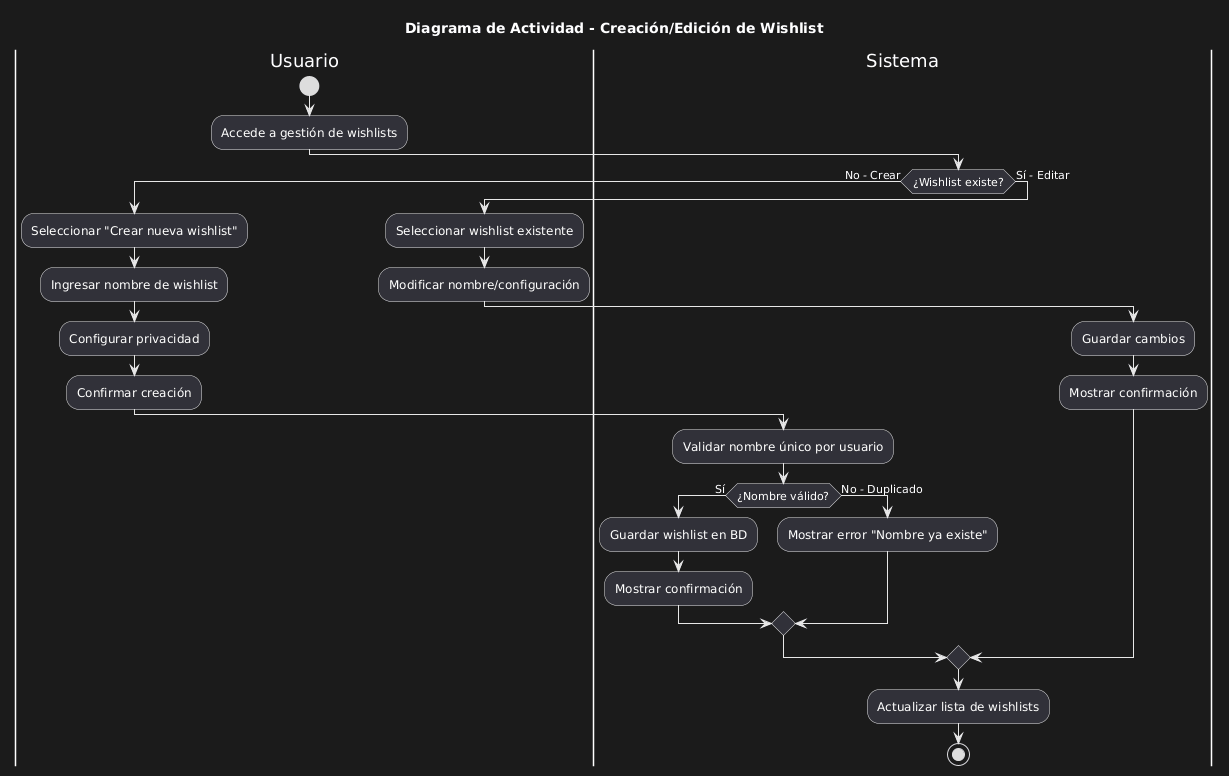 Diagrama de Actividad - Creación/Edición de Wishlist
Usuario
Sistema
Accede a gestión de wishlists
¿Wishlist existe?
No - Crear
Sí - Editar
Seleccionar "Crear nueva wishlist"
Seleccionar wishlist existente
Ingresar nombre de wishlist
Modificar nombre/configuración
Configurar privacidad
Guardar cambios
Confirmar creación
Mostrar confirmación
Validar nombre único por usuario
¿Nombre válido?
Sí
No - Duplicado
Guardar wishlist en BD
Mostrar error "Nombre ya existe"
Mostrar confirmación
Actualizar lista de wishlists